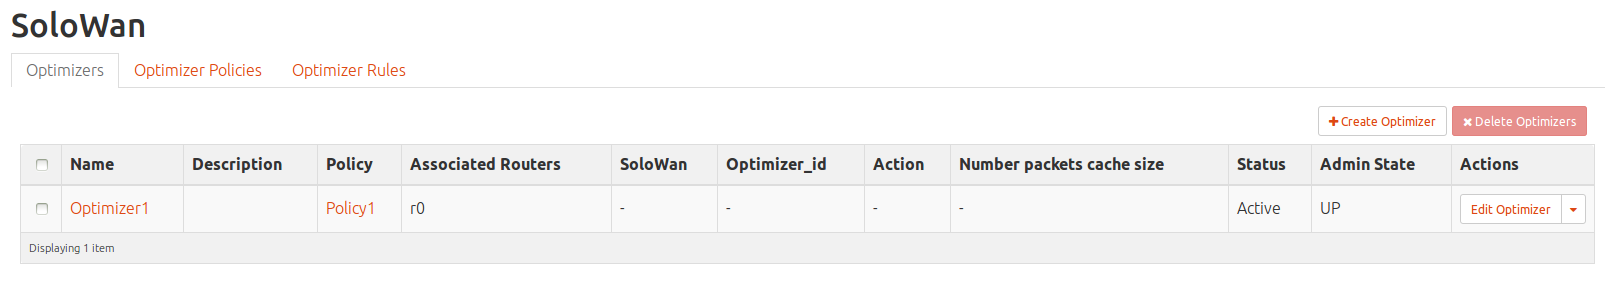 SoloWan
Optimizers Optimizer Policies Optimizer Rules
Create Optimizer Delete Optimizers
Name Description Policy Associated Routers SoloWan Optimizer_id Action Number packets cache size Status Admin State Actions
Optimizer1 Policy1 r0 - - - - Active UP Edit Optimizer
Displaying 1 item